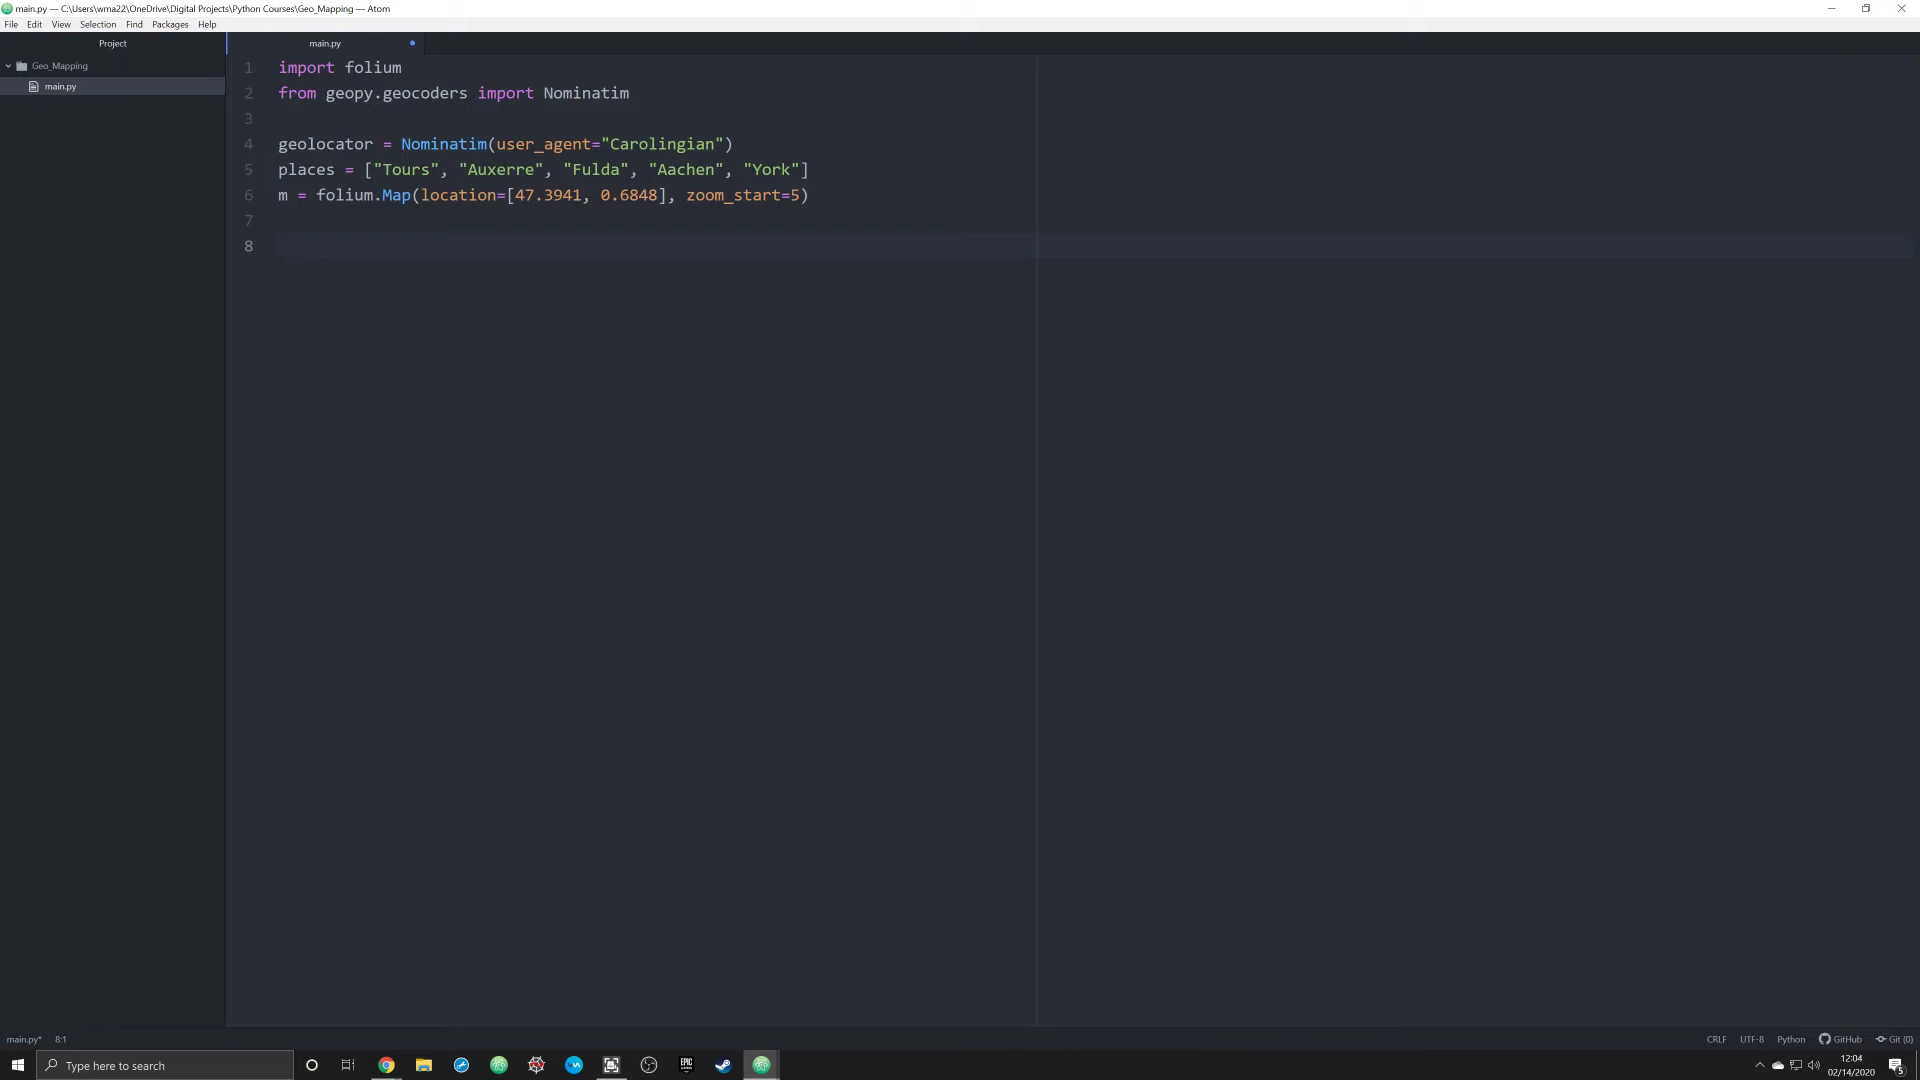 main.py — C:\Users\wma22\OneDrive\Digital Projects\Python Courses\Geo_Mapping — Atom
File Edit View Selection Find Packages Help
Project
main.py
Geo_Mapping
main.py
1 import folium
2 from geopy.geocoders import Nominatim
3
4 geolocator = Nominatim(user_agent="Carolingian")
5 places = ["Tours", "Auxerre", "Fulda", "Aachen", "York"]
6 m = folium.Map(location=[47.3941, 0.6848], zoom_start=5)
7
8
main.py* 8:1 CRLF UTF-8 Python GitHub Git (0)
Type here to search
EPIC GAMES
12:04
02/14/2020
5